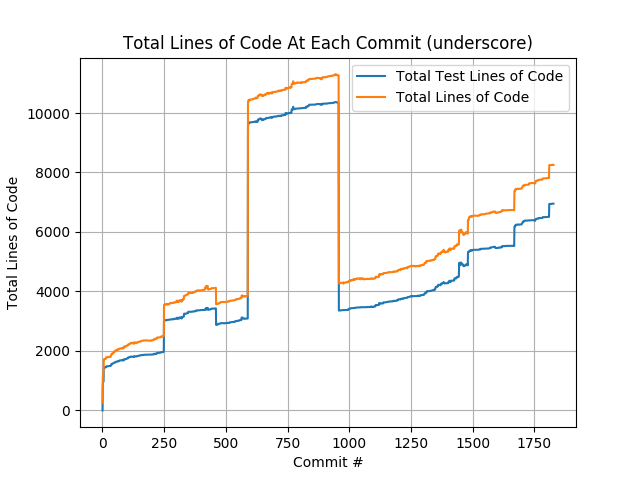 Total Lines of Code At Each Commit (underscore)
Total Test Lines of Code
Total Lines of Code
Total Lines of Code
10000
8000
6000
4000
2000
0
0 250 500 750 1000 1250 1500 1750
Commit #